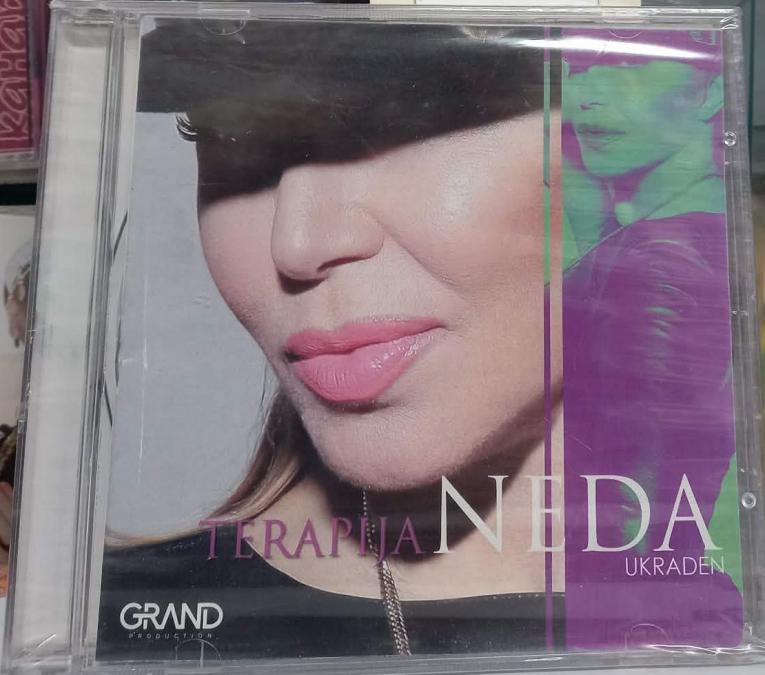 TERAPIJA NEDA
UKRADEN
GRAND
PRODUCTION